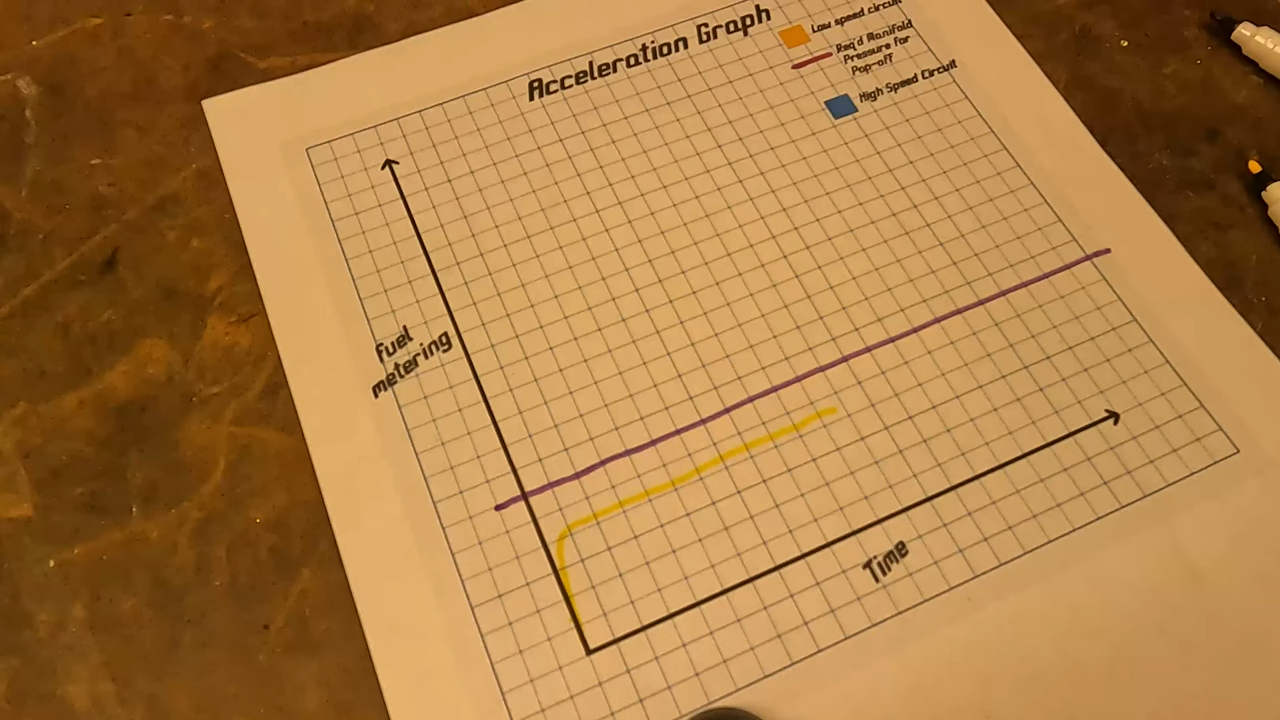 Acceleration Graph
Low speed circuit
Req'd Manifold
Pressure for
Pop-off
High Speed Circuit
fuel
metering
Time